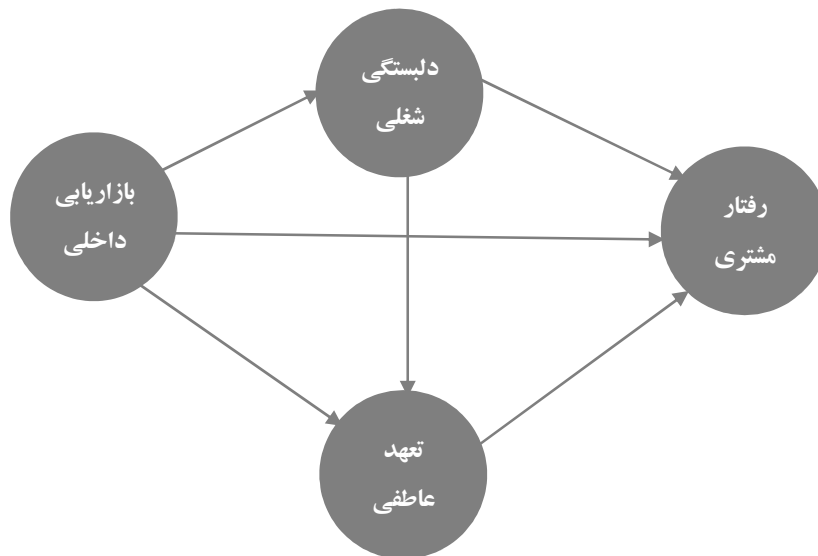 دلبستگی
شغلی
بازاریابی
داخلی
رفتار
مشتری
تعهد
عاطفی